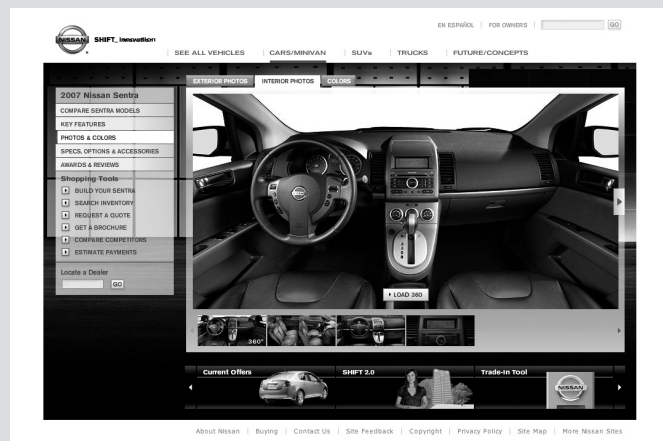 EN ESPAÑOL | FOR OWNERS | GO
NISSAN SHIFT_ innovation
SEE ALL VEHICLES | CARS/MINIVAN | SUVs | TRUCKS | FUTURE/CONCEPTS
EXTERIOR PHOTOS INTERIOR PHOTOS COLORS
2007 Nissan Sentra
COMPARE SENTRA MODELS
KEY FEATURES
PHOTOS & COLORS
SPECS, OPTIONS & ACCESSORIES
AWARDS & REVIEWS
Shopping Tools
BUILD YOUR SENTRA
SEARCH INVENTORY
REQUEST A QUOTE
GET A BROCHURE
COMPARE COMPETITORS
ESTIMATE PAYMENTS
Locate a Dealer
GO
LOAD 360
360°
Current Offers SHIFT 2.0 Trade-In Tool
NISSAN
About Nissan | Buying | Contact Us | Site Feedback | Copyright | Privacy Policy | Site Map | More Nissan Sites